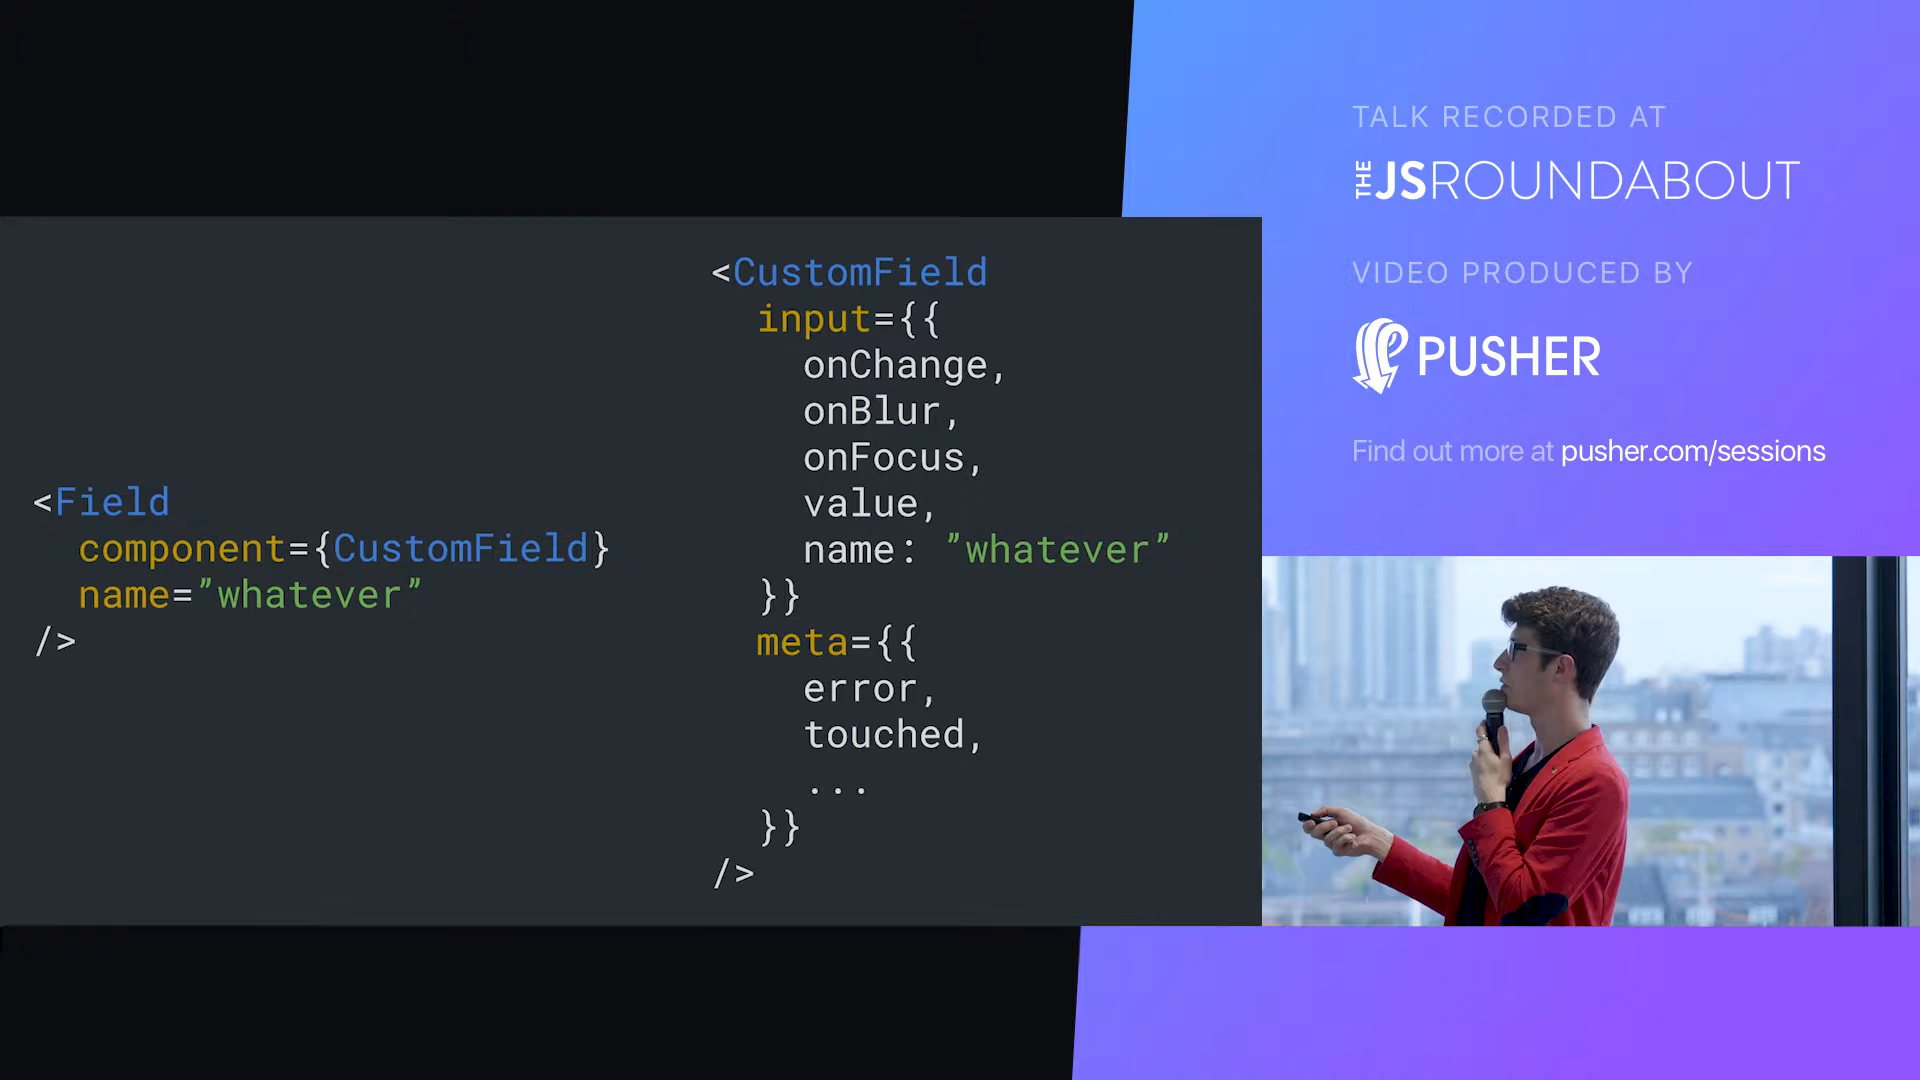 <Field
component={CustomField}
name="whatever"
/>
<CustomField
input={{
onChange,
onBlur,
onFocus,
value,
name: "whatever"
}}
meta={{
error,
touched,
...
}}
/>
TALK RECORDED AT
THE JSROUNDABOUT
VIDEO PRODUCED BY
PUSHER
Find out more at pusher.com/sessions